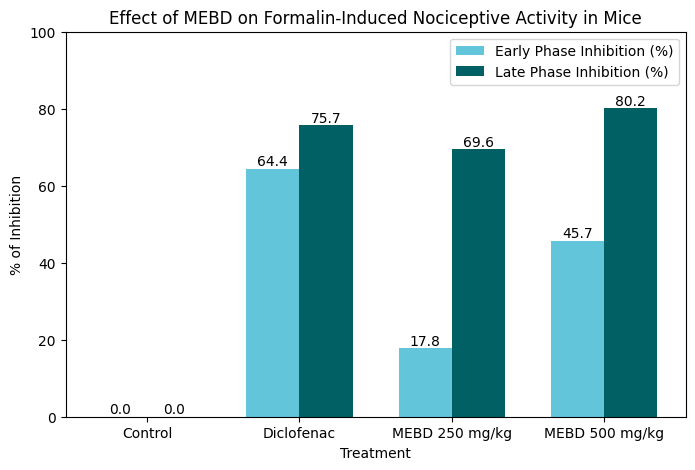 Effect of MEBD on Formalin-Induced Nociceptive Activity in Mice
100
80
60
40
20
0
% of Inhibition
Early Phase Inhibition (%)
Late Phase Inhibition (%)
0.0
0.0
64.4
75.7
17.8
69.6
45.7
80.2
Control
Diclofenac
MEBD 250 mg/kg
MEBD 500 mg/kg
Treatment